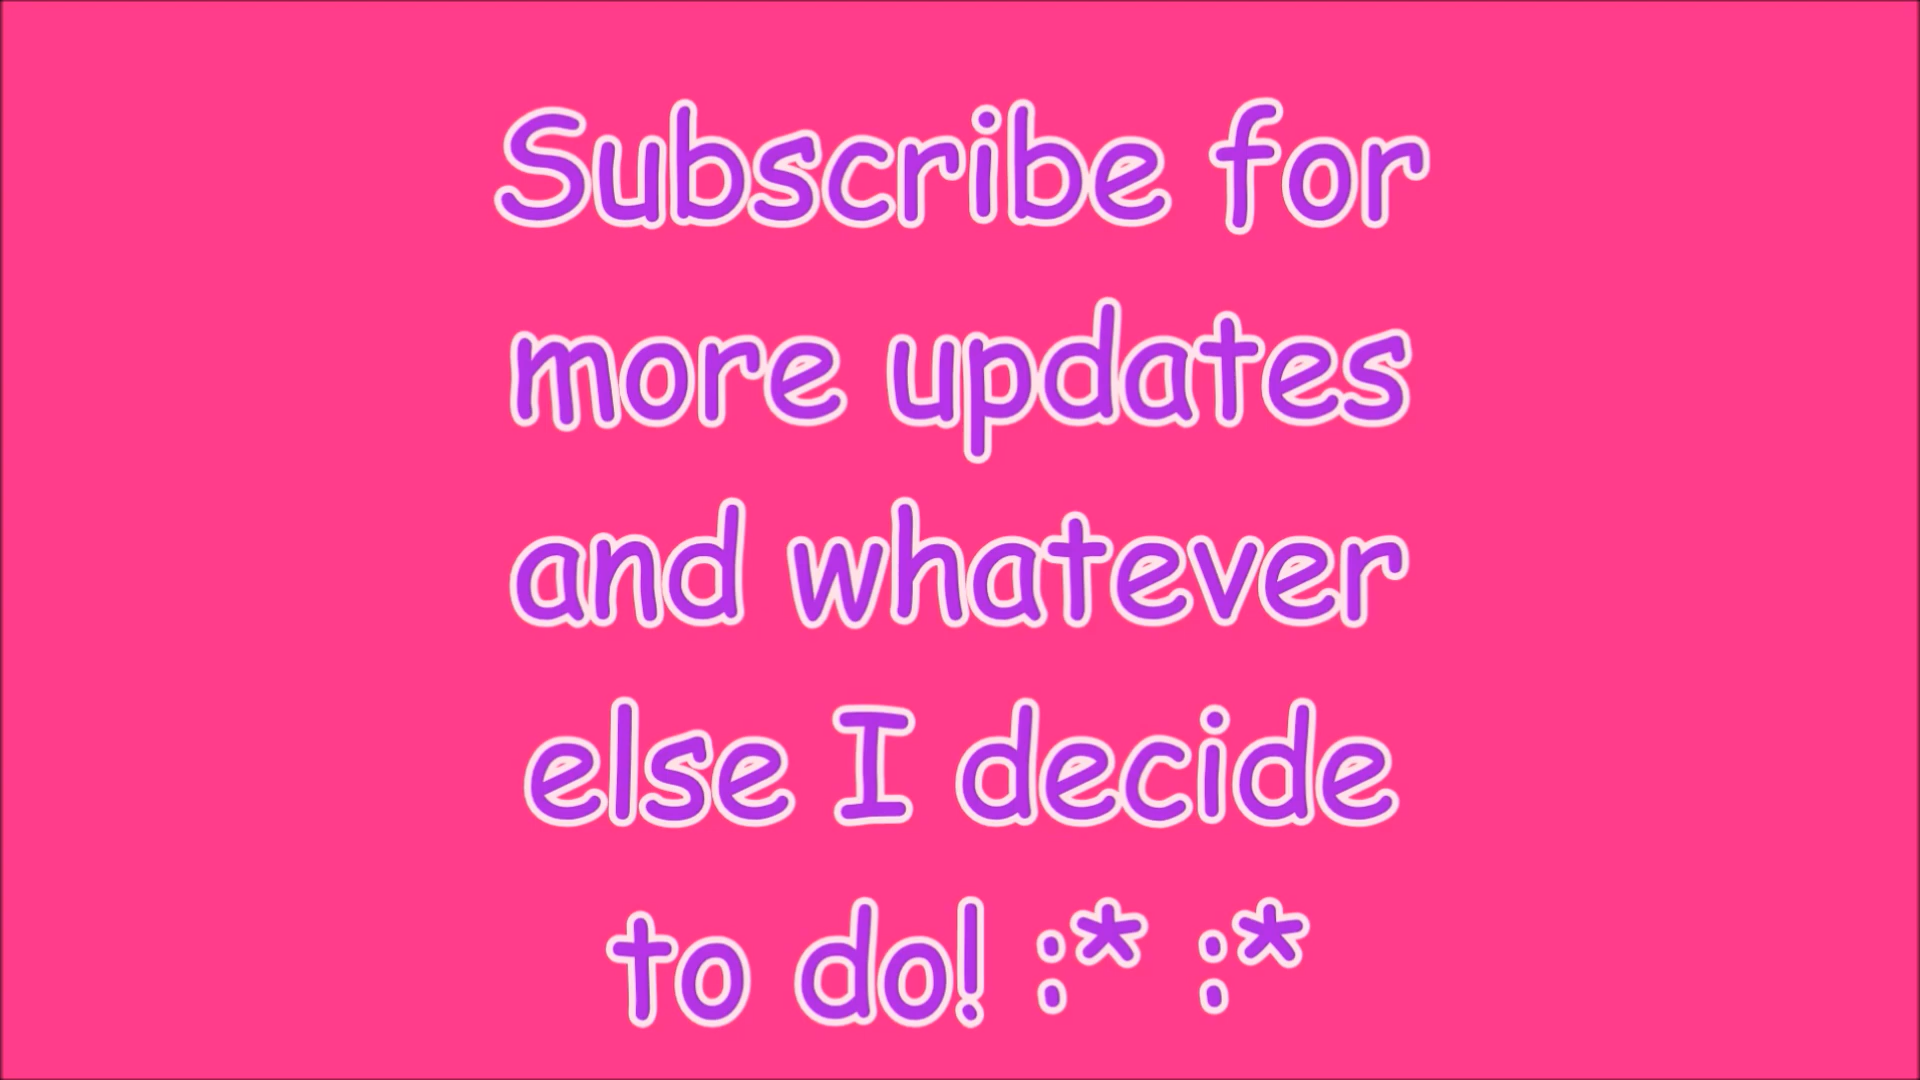 Subscribe for
more updates
and whatever
else I decide
to do! :* :*